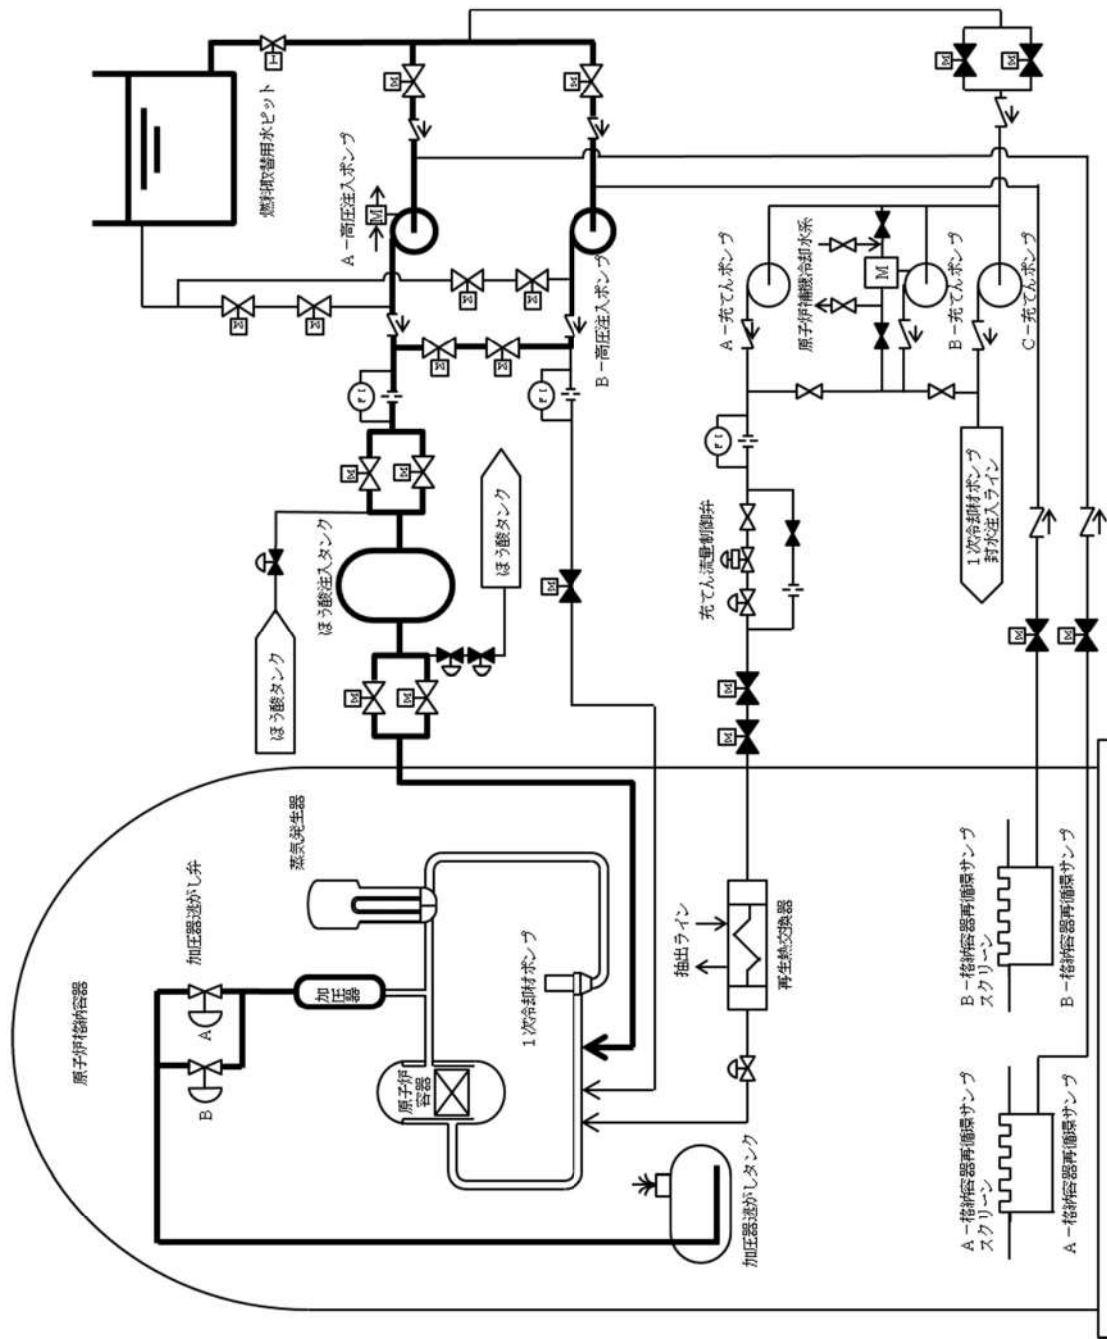 原子炉格納容器
加圧器逃がし弁
A
B
加圧器
蒸気発生器
原子炉
容器
1次冷却材ポンプ
加圧器逃がしタンク
抽出ライン
再生熱交換器
A-格納容器再循環サンプ
スクリーン
A-格納容器再循環サンプ
B-格納容器再循環サンプ
スクリーン
B-格納容器再循環サンプ
ほう酸タンク
ほう酸注入タンク
ほう酸タンク
M
M
M
M
M
M
M
M
M
M
充てん流量制御弁
1次冷却材ポンプ
封水注入ライン
FI
FI
FI
燃料取替用水ピット
A-高圧注入ポンプ
M
B-高圧注入ポンプ
M
M
M
M
M
M
M
M
M
M
A-充てんポンプ
原子炉補機冷却水系
M
B-充てんポンプ
C-充てんポンプ